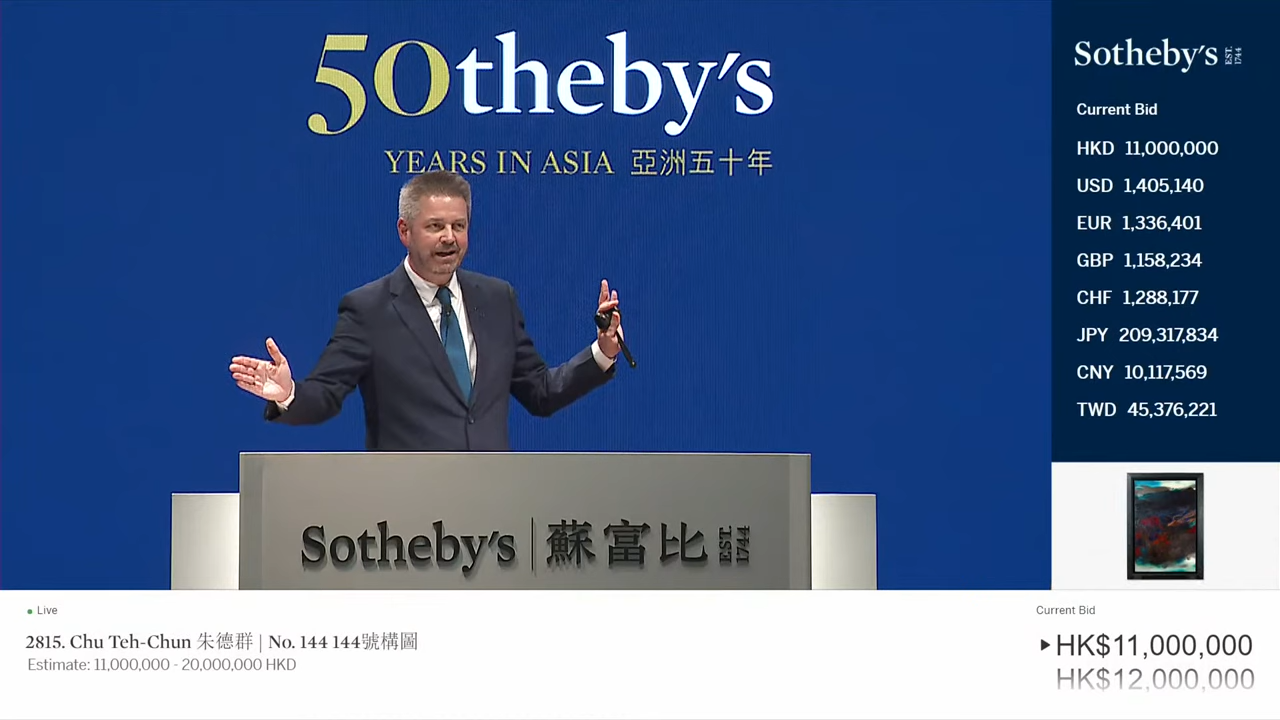 50theby's
YEARS IN ASIA 亞洲五十年
Sotheby's | 蘇富比 EST. 1744
Sotheby's EST. 1744
Current Bid
HKD 11,000,000
USD 1,405,140
EUR 1,336,401
GBP 1,158,234
CHF 1,288,177
JPY 209,317,834
CNY 10,117,569
TWD 45,376,221
Live
2815. Chu Teh-Chun 朱德群 | No. 144 144號構圖
Estimate: 11,000,000 - 20,000,000 HKD
Current Bid
HK$11,000,000
HK$12,000,000